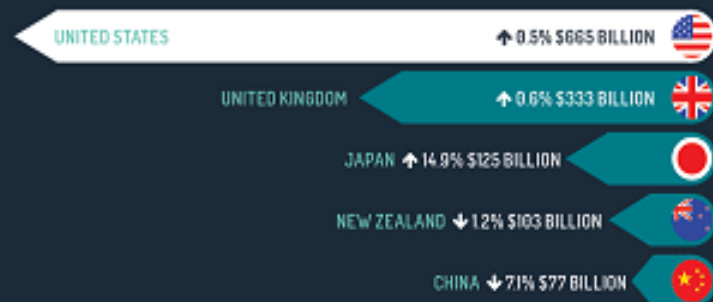 UNITED STATES ↑ 0.5% $665 BILLION
UNITED KINGDOM ↑ 0.6% $333 BILLION
JAPAN ↑ 14.9% $125 BILLION
NEW ZEALAND ↓ 1.2% $103 BILLION
CHINA ↓ 7.1% $77 BILLION